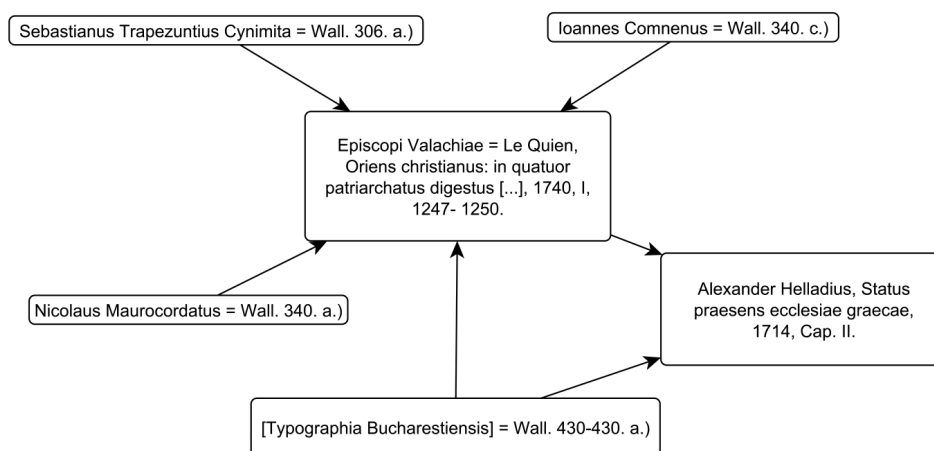 Sebastianus Trapezuntius Cynimita = Wall. 306. a.)
Ioannes Comnenus = Wall. 340. c.)
Episcopi Valachiae = Le Quien,
Oriens christianus: in quatuor
patriarchatus digestus [...], 1740, I,
1247- 1250.
Nicolaus Maurocordatus = Wall. 340. a.)
Alexander Helladius, Status
praesens ecclesiae graecae,
1714, Cap. II.
[Typographia Bucharestiensis] = Wall. 430-430. a.)